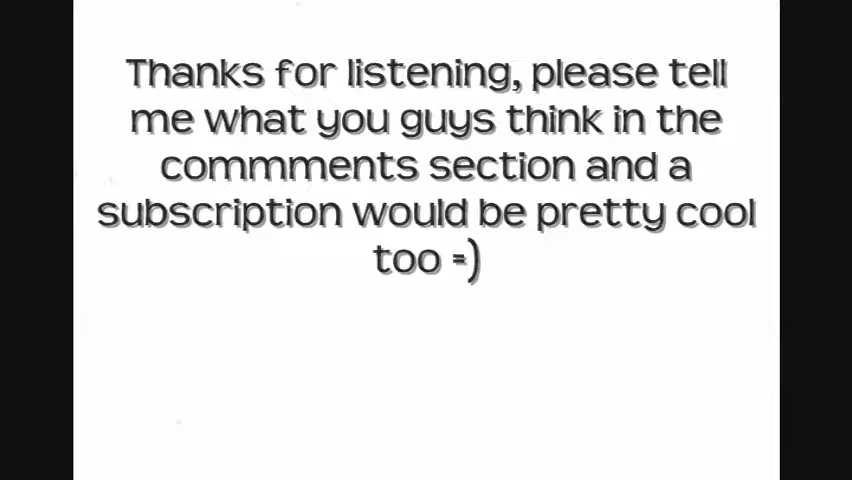 Thanks for listening, please tell
me what you guys think in the
commments section and a
subscription would be pretty cool
too =)